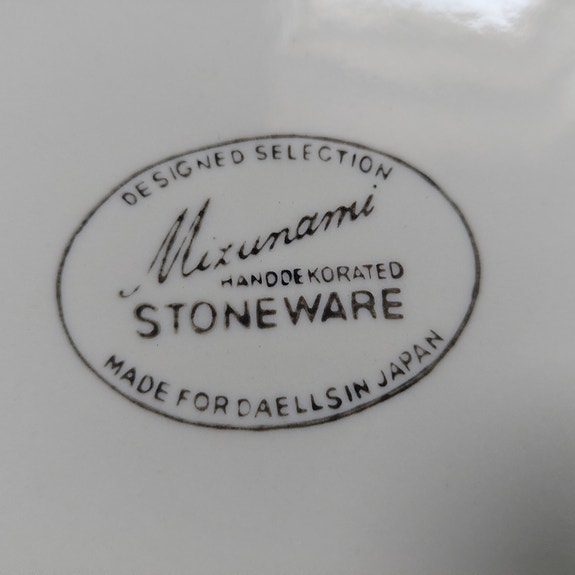 DESIGNED SELECTION
Mizunami
HANDDEKORATED
STONEWARE
MADE FOR DAELLS IN JAPAN